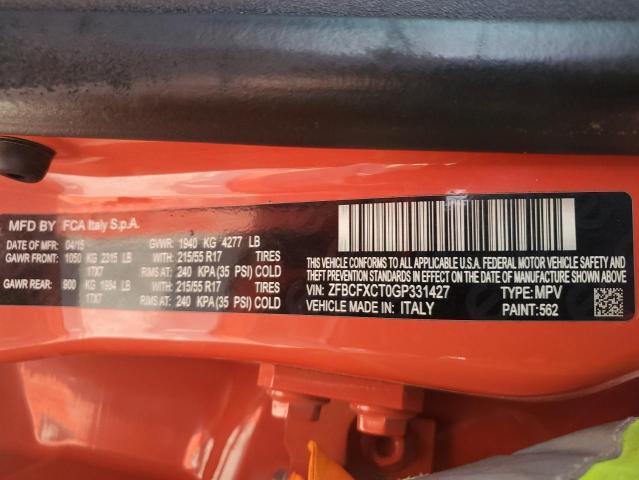 MFD BY FCA Italy S.p.A.
DATE OF MFR 04/15 GVWR: 1940 KG 4277 LB
GAWR FRONT: 1050 KG 2315 LB WITH: 215/55 R17 TIRES
17X7 RIMS AT: 240 KPA (35 PSI) COLD
GAWR REAR: 900 KG 1984 LB WITH: 215/55 R17 TIRES
17X7 RIMS AT: 240 KPA (35 PSI) COLD
THIS VEHICLE CONFORMS TO ALL APPLICABLE U.S.A. FEDERAL MOTOR VEHICLE SAFETY
THEFT PREVENTION STANDARDS IN EFFECT ON THE DATE OF MANUFACTURE SHOWN ABOVE.
VIN: ZFBCFXCT0GP331427 TYPE: MPV
VEHICLE MADE IN: ITALY PAINT:562